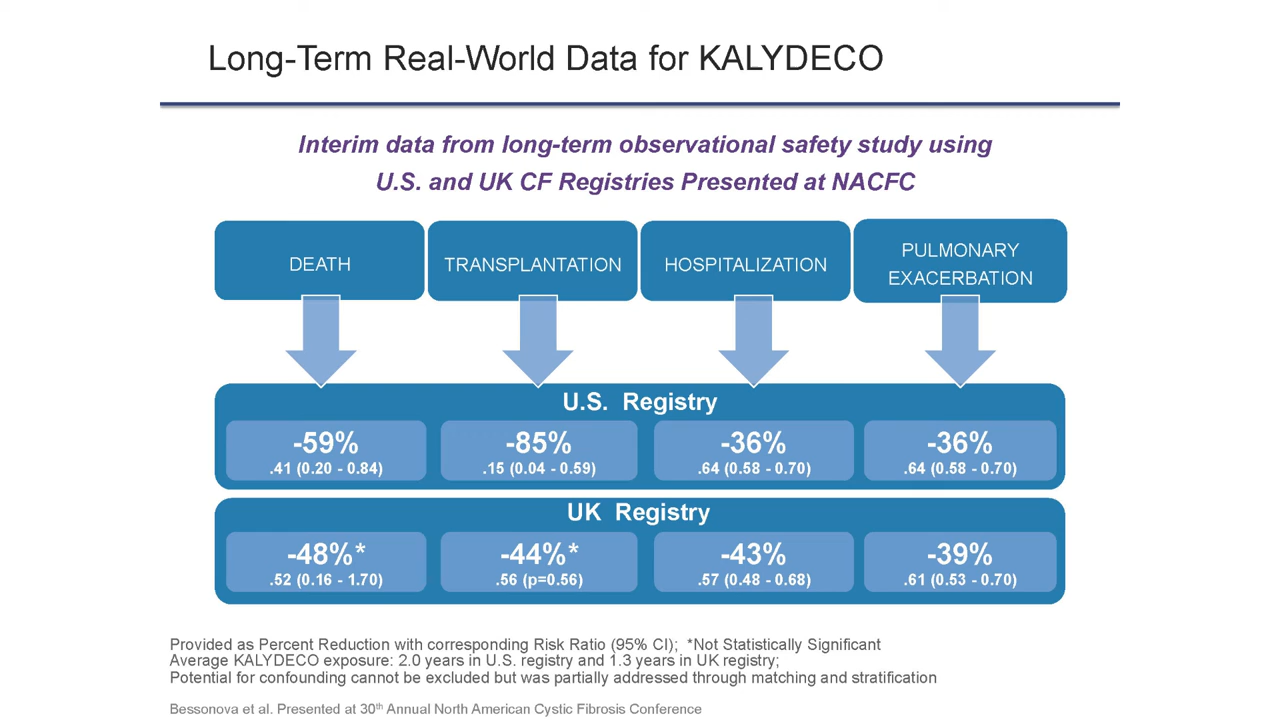 Long-Term Real-World Data for KALYDECO
Interim data from long-term observational safety study using
U.S. and UK CF Registries Presented at NACFC
DEATH
TRANSPLANTATION
HOSPITALIZATION
PULMONARY
EXACERBATION
U.S. Registry
-59%
.41 (0.20 - 0.84)
-85%
.15 (0.04 - 0.59)
-36%
.64 (0.58 - 0.70)
-36%
.64 (0.58 - 0.70)
UK Registry
-48%*
.52 (0.16 - 1.70)
-44%*
.56 (p=0.56)
-43%
.57 (0.48 - 0.68)
-39%
.61 (0.53 - 0.70)
Provided as Percent Reduction with corresponding Risk Ratio (95% CI); *Not Statistically Significant
Average KALYDECO exposure: 2.0 years in U.S. registry and 1.3 years in UK registry;
Potential for confounding cannot be excluded but was partially addressed through matching and stratification
Bessonova et al. Presented at 30th Annual North American Cystic Fibrosis Conference